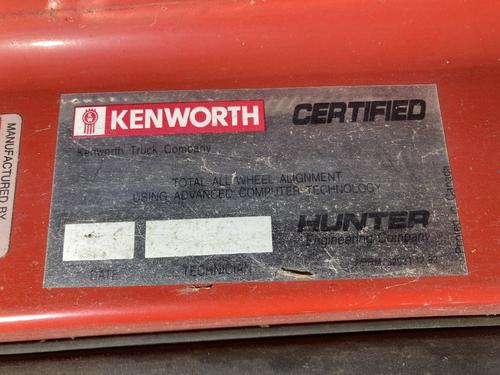 KENWORTH CERTIFIED
Kenworth Truck Company
TOTAL ALL WHEEL ALIGNMENT
USING ADVANCED COMPUTER TECHNOLOGY
HUNTER
Engineering Company
DATE TECHNICIAN
Printed in Canada
MANUFACTURED BY